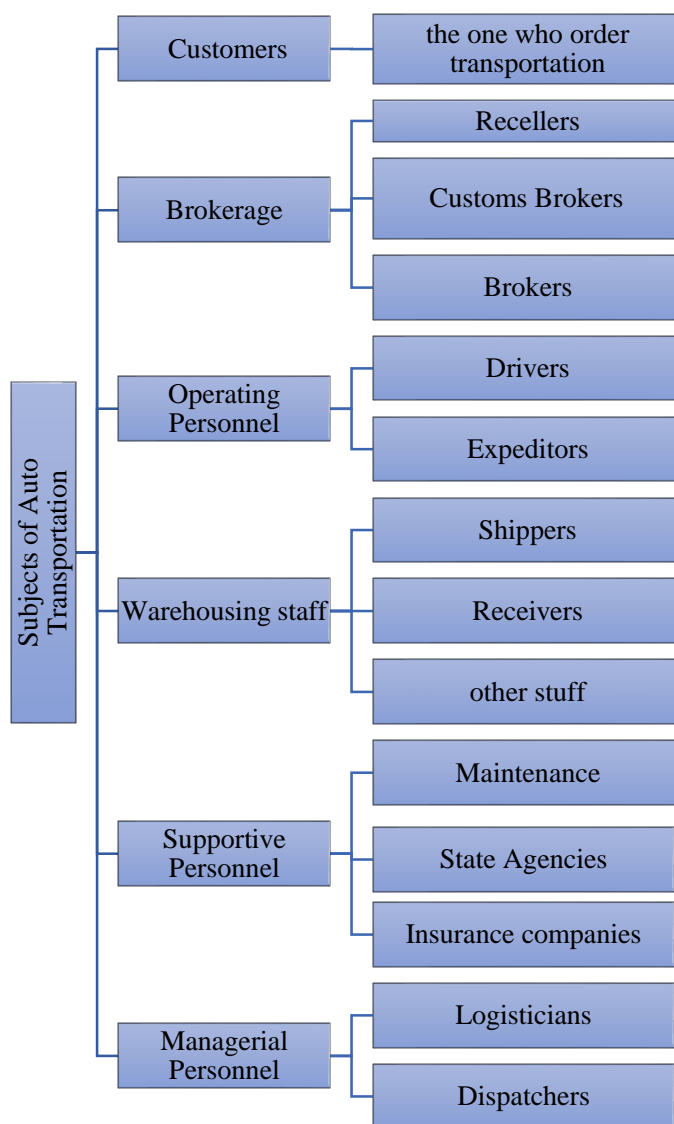 Subjects of Auto
Transportation
Customers
the one who order
transportation
Brokerage
Recellers
Customs Brokers
Brokers
Operating
Personnel
Drivers
Expeditors
Warehousing staff
Shippers
Receivers
other stuff
Supportive
Personnel
Maintenance
State Agencies
Insurance companies
Managerial
Personnel
Logisticians
Dispatchers